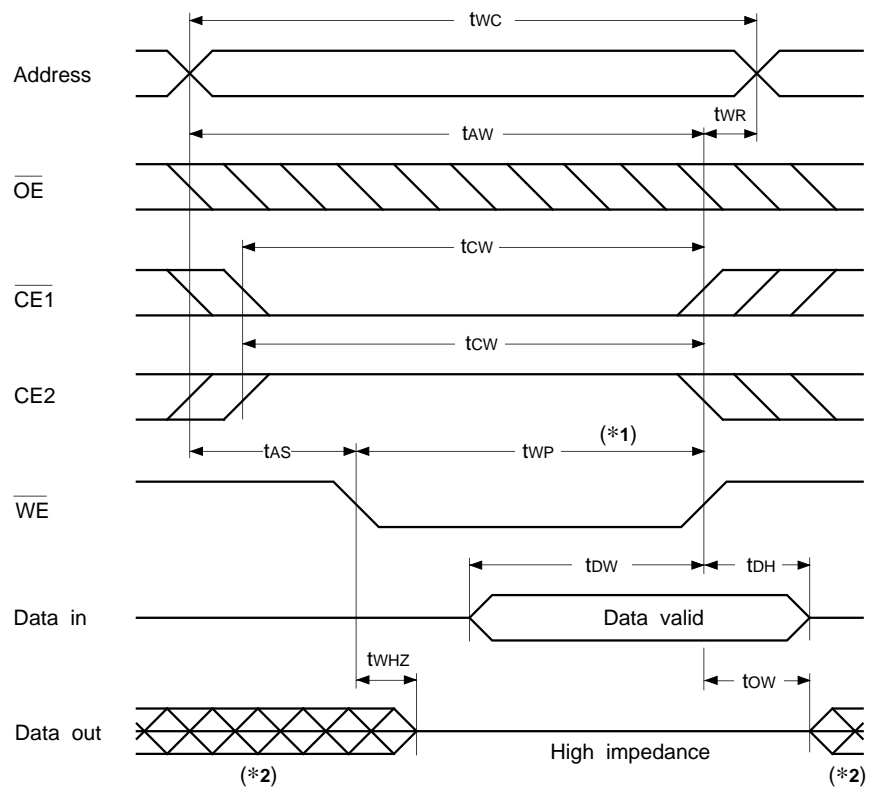 tWC
Address
tAW
tWR
OE
tCW
CE1
tCW
CE2
tAS
tWP
(*1)
WE
tDW
tDH
Data in
Data valid
tWHZ
tOW
Data out
High impedance
(*2)
(*2)